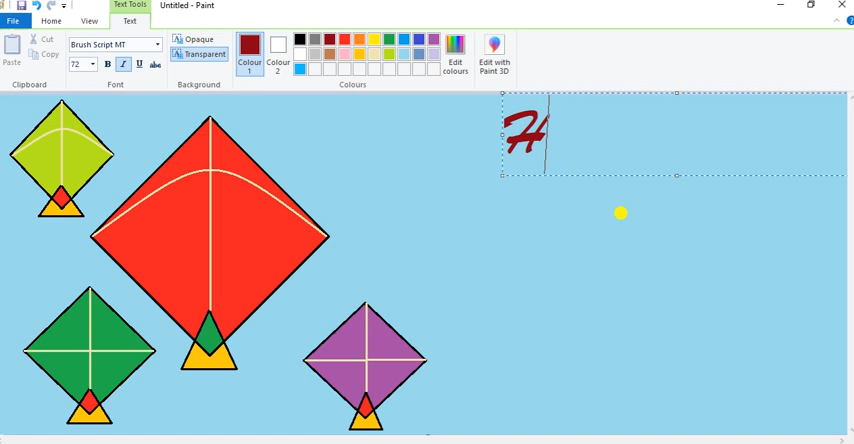 Text Tools
Untitled - Paint
File
Home
View
Text
Paste
Cut
Copy
Clipboard
Brush Script MT
72
B I U abc
Font
Opaque
Transparent
Background
Colour 1
Colour 2
Edit colours
Edit with Paint 3D
Colours
H